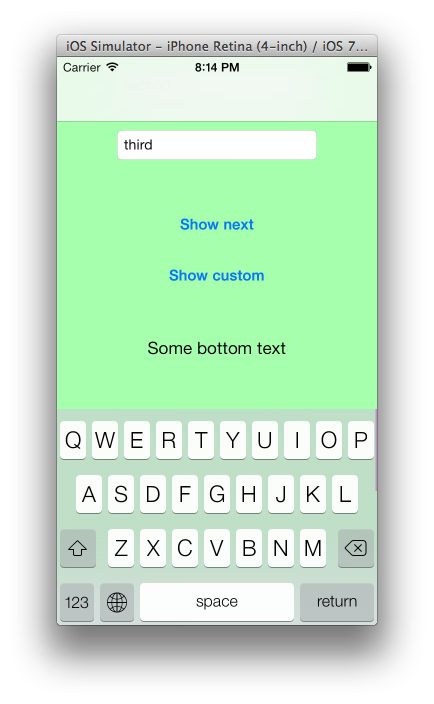 iOS Simulator - iPhone Retina (4-inch) / iOS 7...
Carrier 8:14 PM
third
Show next
Show custom
Some bottom text
Q W E R T Y U I O P
A S D F G H J K L
Z X C V B N M
123 space return